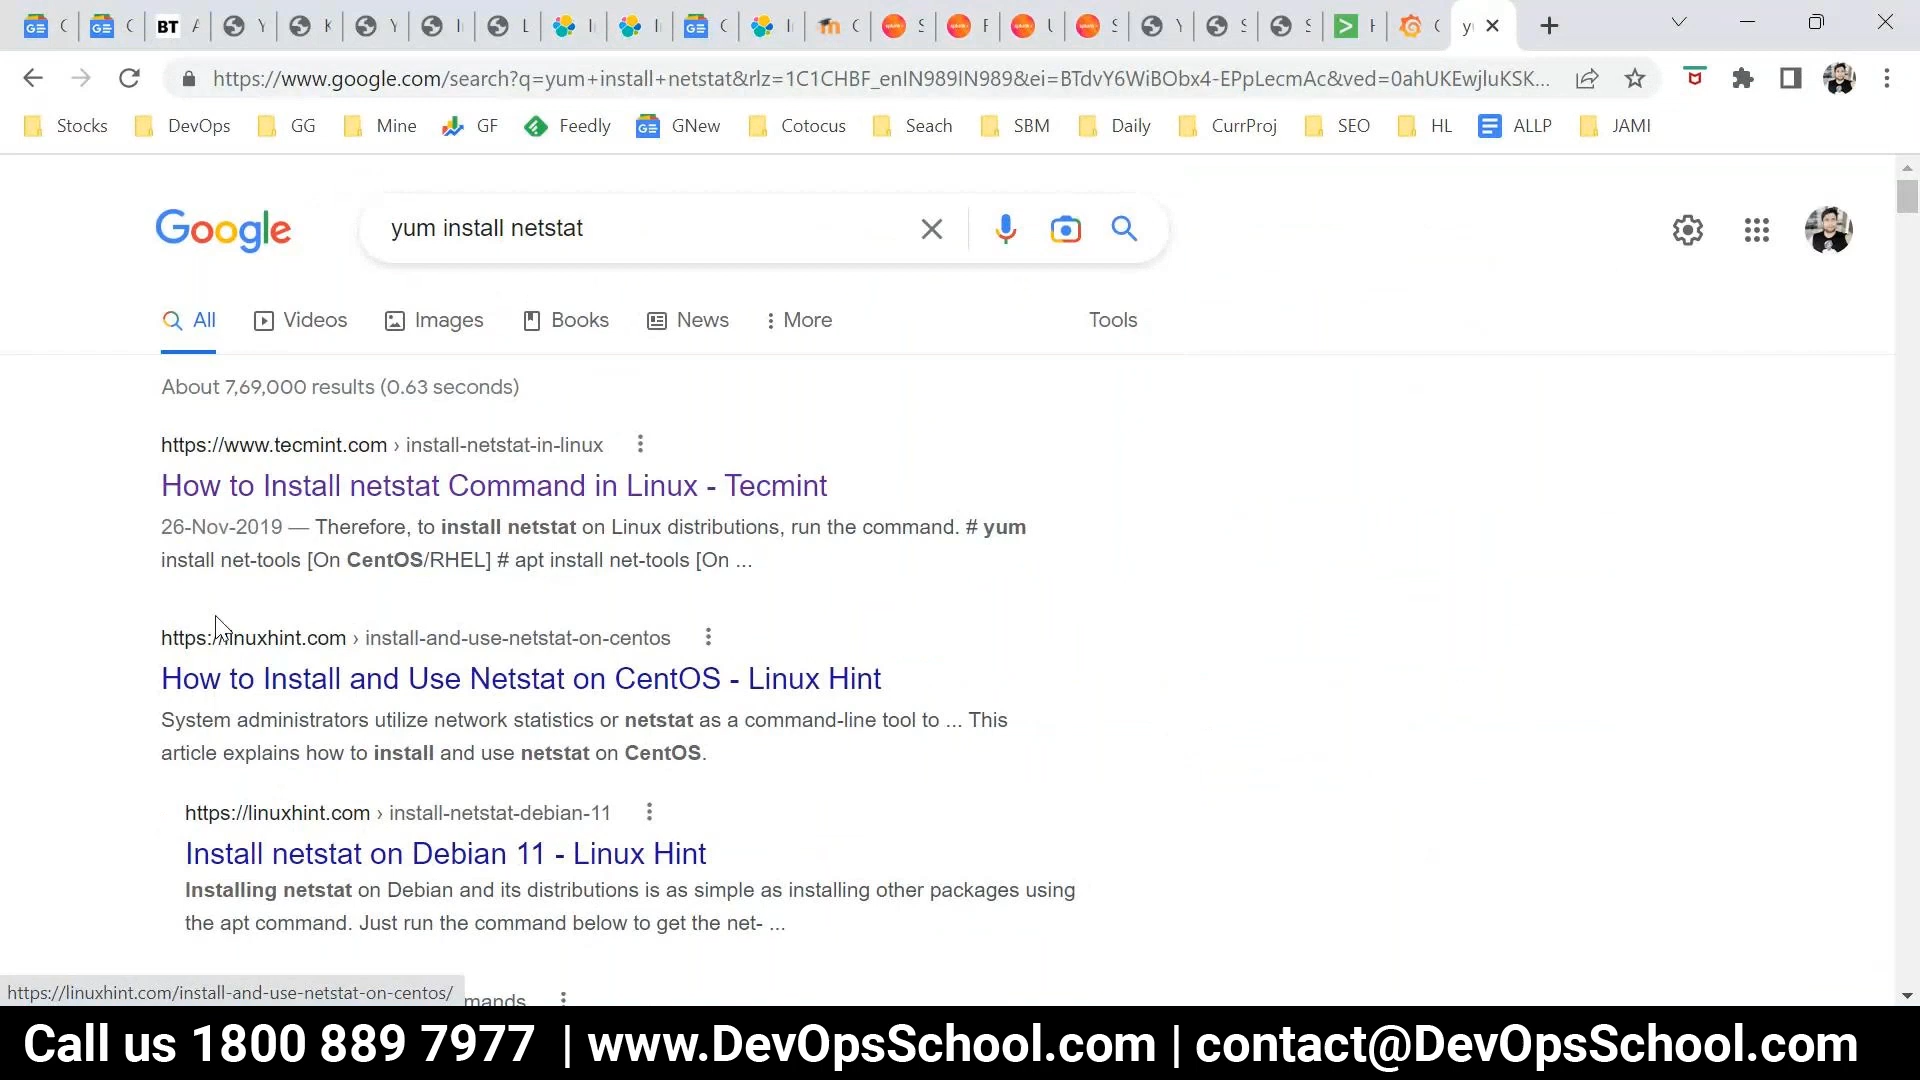 https://www.google.com/search?q=yum+install+netstat&rlz=1C1CHBF_enIN989IN989&ei=BTdvY6WiBObx4-EPpLecmAc&ved=0ahUKEwjluKSK...
Stocks DevOps GG Mine GF Feedly GNew Cotocus Seach SBM Daily CurrProj SEO HL ALLP JAMI
Google yum install netstat
All Videos Images Books News More Tools
About 7,69,000 results (0.63 seconds)
https://www.tecmint.com › install-netstat-in-linux
How to Install netstat Command in Linux - Tecmint
26-Nov-2019 — Therefore, to install netstat on Linux distributions, run the command. # yum
install net-tools [On CentOS/RHEL] # apt install net-tools [On ...
https://linuxhint.com › install-and-use-netstat-on-centos
How to Install and Use Netstat on CentOS - Linux Hint
System administrators utilize network statistics or netstat as a command-line tool to ... This
article explains how to install and use netstat on CentOS.
https://linuxhint.com › install-netstat-debian-11
Install netstat on Debian 11 - Linux Hint
Installing netstat on Debian and its distributions is as simple as installing other packages using
the apt command. Just run the command below to get the net- ...
https://linuxhint.com/install-and-use-netstat-on-centos/
Call us 1800 889 7977 | www.DevOpsSchool.com | contact@DevOpsSchool.com